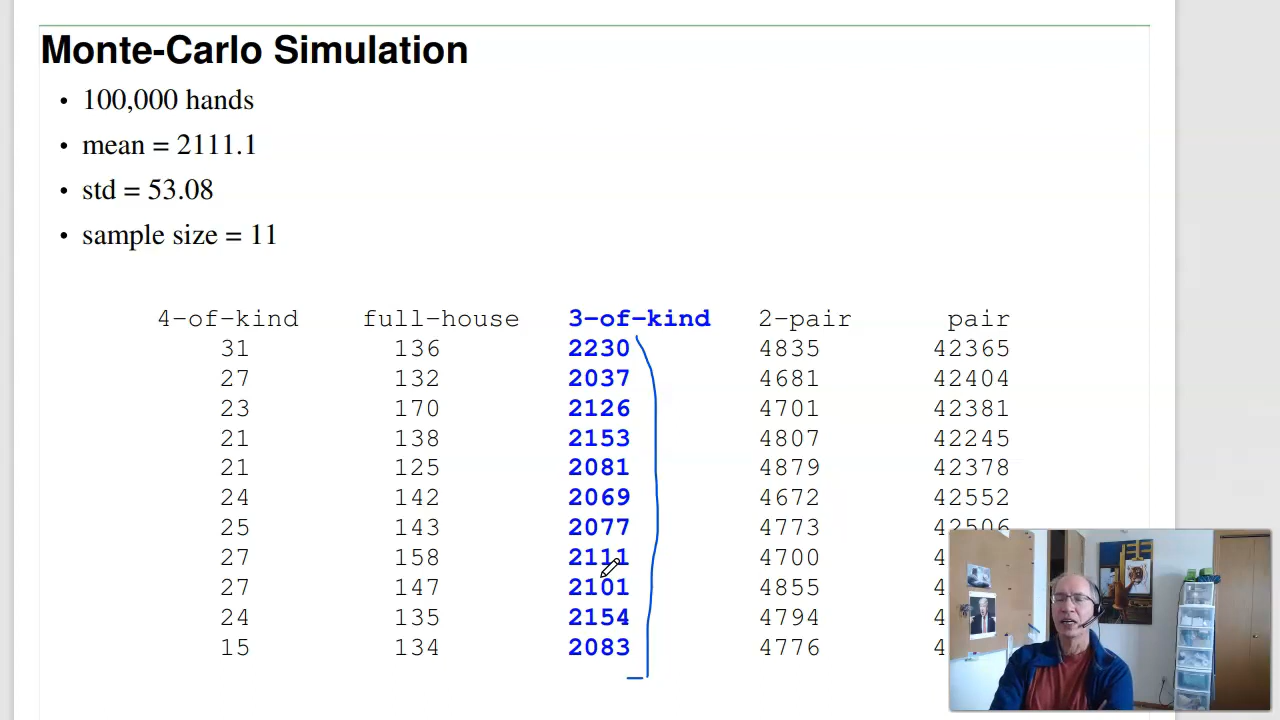 Monte-Carlo Simulation
• 100,000 hands
• mean = 2111.1
• std = 53.08
• sample size = 11
4-of-kind full-house 3-of-kind 2-pair pair
31 136 2230 4835 42365
27 132 2037 4681 42404
23 170 2126 4701 42381
21 138 2153 4807 42245
21 125 2081 4879 42378
24 142 2069 4672 42552
25 143 2077 4773 42506
27 158 2111 4700
27 147 2101 4855
24 135 2154 4794
15 134 2083 4776